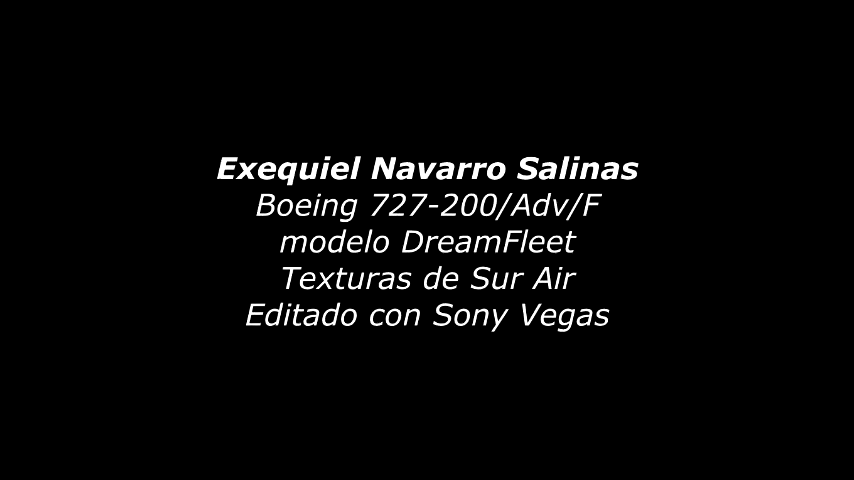 Exequiel Navarro Salinas
Boeing 727-200/Adv/F
modelo DreamFleet
Texturas de Sur Air
Editado con Sony Vegas